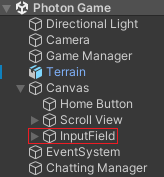 Photon Game
Directional Light
Camera
Game Manager
Terrain
Canvas
Home Button
Scroll View
InputField
EventSystem
Chatting Manager